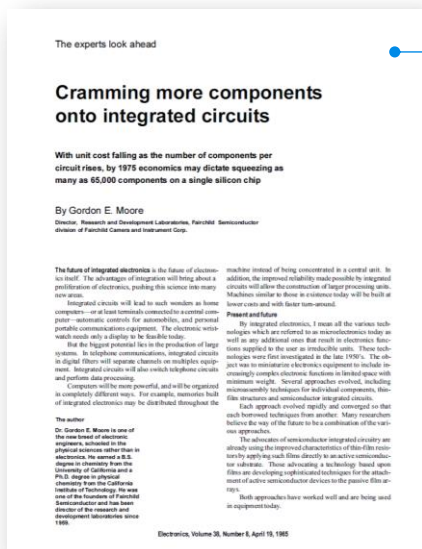 The experts look ahead
Cramming more components
onto integrated circuits
With unit cost falling as the number of components per
circuit rises, by 1975 economics may dictate squeezing as
many as 65,000 components on a single silicon chip
By Gordon E. Moore
Director, Research and Development Laboratories, Fairchild Semiconductor
division of Fairchild Camera and Instrument Corp.
The future of integrated electronics is the future of electron-
ics itself. The advantages of integration will bring about a
proliferation of electronics, pushing this science into many
new areas.
Integrated circuits will lead to such wonders as home
computers—or at least terminals connected to a central com-
puter—automatic controls for automobiles, and personal
portable communications equipment. The electronic wrist-
watch needs only a display to be feasible today.
But the biggest potential lies in the production of large
systems. In telephone communications, integrated circuits
in digital filters will separate channels on multiplex equip-
ment. Integrated circuits will also switch telephone circuits
and perform data processing.
Computers will be more powerful, and will be organized
in completely different ways. For example, memories built
of integrated electronics may be distributed throughout the
The author
Dr. Gordon E. Moore is one of
the new breed of electronic
engineers, schooled in the
physical sciences rather than in
electronics. He earned a B.S.
degree in chemistry from the
University of California and a
Ph.D. degree in physical
chemistry from the California
Institute of Technology. He was
one of the founders of Fairchild
Semiconductor and has been
director of the research and
development laboratories since
1959.
machine instead of being concentrated in a central unit. In
addition, the improved reliability made possible by integrated
circuits will allow the construction of larger processing units.
Machines similar to those in existence today will be built at
lower costs and with faster turn-around.
Present and future
By integrated electronics, I mean all the various tech-
nologies which are referred to as microelectronics today as
well as any additional ones that result in electronics func-
tions supplied to the user as irreducible units. These tech-
nologies were first investigated in the late 1950's. The ob-
ject was to miniaturize electronics equipment to include in-
creasingly complex electronic functions in limited space with
minimum weight. Several approaches evolved, including
microassembly techniques for individual components, thin-
film structures and semiconductor integrated circuits.
Each approach evolved rapidly and converged so that
each borrowed techniques from another. Many researchers
believe the way of the future to be a combination of the vari-
ous approaches.
The advocates of semiconductor integrated circuitry are
already using the improved characteristics of thin-film resis-
tors by applying such films directly to an active semiconduc-
tor substrate. Those advocating a technology based upon
films are developing sophisticated techniques for the attach-
ment of active semiconductor devices to the passive film ar-
rays.
Both approaches have worked well and are being used
in equipment today.
Electronics, Volume 38, Number 8, April 19, 1965